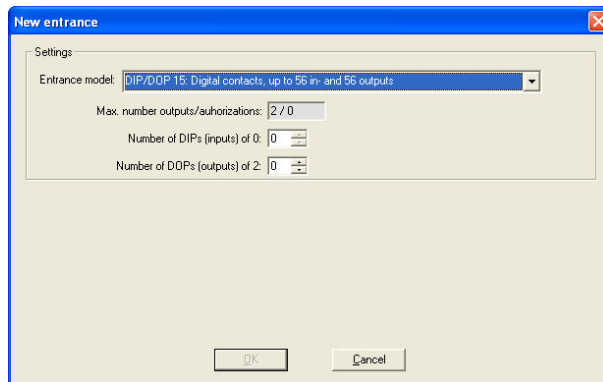 New entrance
Settings
Entrance model: DIP/DOP 15: Digital contacts, up to 56 in- and 56 outputs
Max. number outputs/auhorizations: 2 / 0
Number of DIPs (inputs) of 0: 0
Number of DOPs (outputs) of 2: 0
OK Cancel